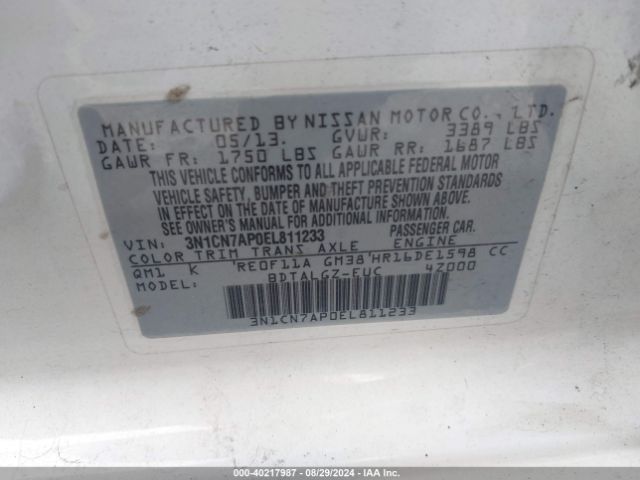 MANUFACTURED BY NISSAN MOTOR CO., LTD.
DATE: 05/13. GVWR: 3389 LBS
GAWR FR: 1750 LBS GAWR RR: 1687 LBS
THIS VEHICLE CONFORMS TO ALL APPLICABLE FEDERAL MOTOR
VEHICLE SAFETY, BUMPER AND THEFT PREVENTION STANDARDS
IN EFFECT ON THE DATE OF MANUFACTURE SHOWN ABOVE.
SEE OWNERS MANUAL FOR ADDITIONAL INFORMATION.
VIN: 3N1CN7AP0EL811233 PASSENGER CAR
COLOR TRIM TRANS AXLE ENGINE
QM1 K RE0F11A GM38 HR16DE1598 CC
MODEL: BDTALGZ-EUC 4Z000
3N1CN7AP0EL811233
000-40217987 - 08/29/2024 - IAA Inc.